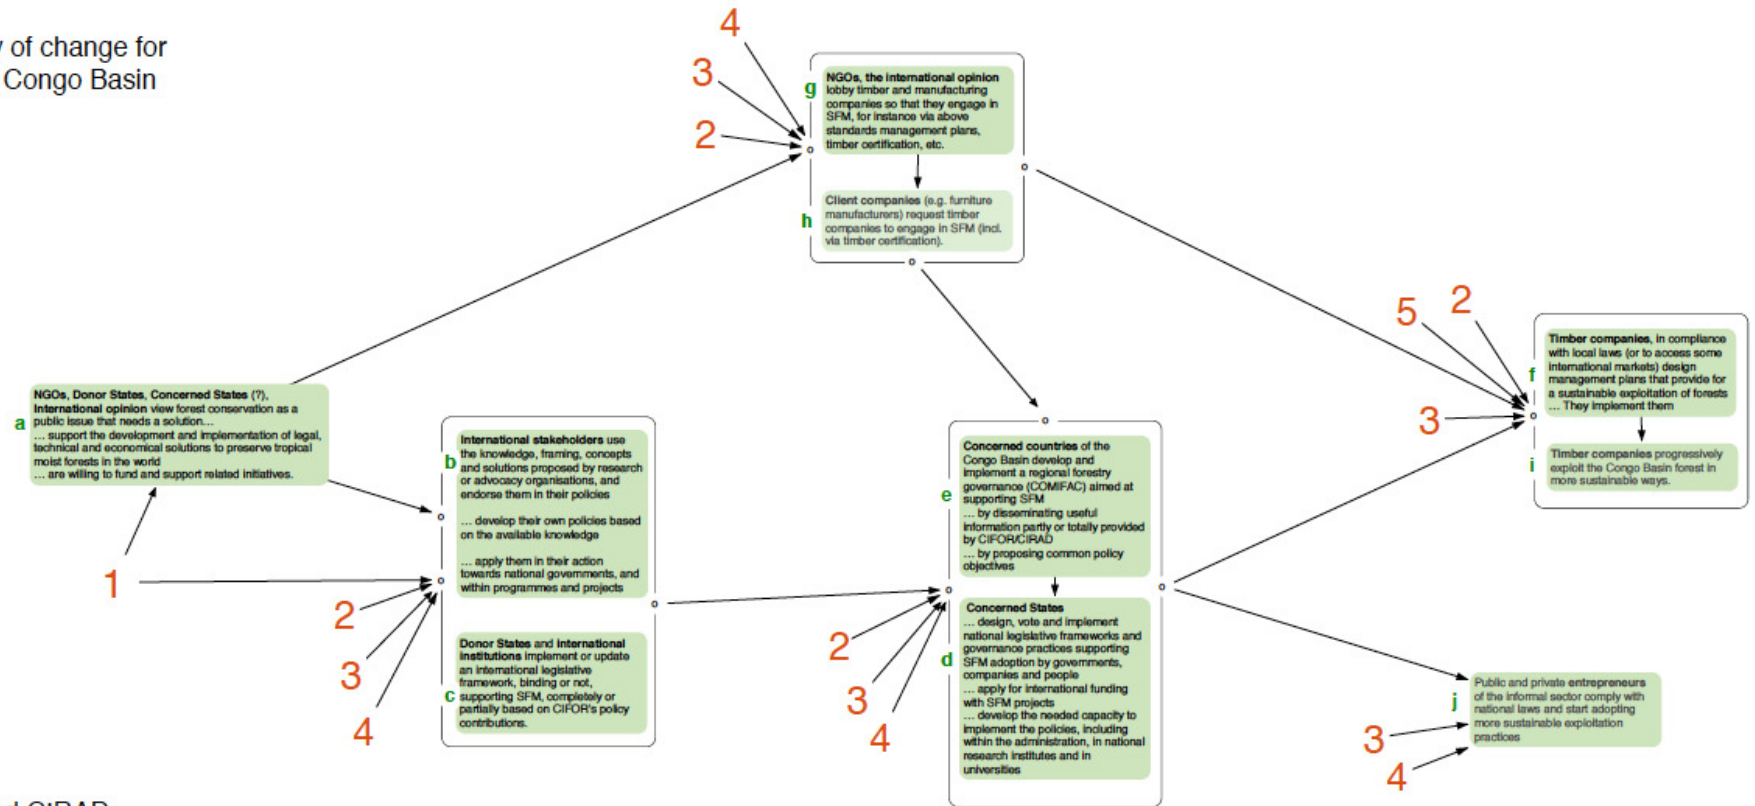 y of change for
Congo Basin
4
3
2
g
NGOs, the international opinion
lobby timber and manufacturing
companies so that they engage in
SFM, for instance via above
standards management plans,
timber certification, etc.
h
Client companies (e.g. furniture
manufacturers) request timber
companies to engage in SFM (incl.
via timber certification).
a
NGOs, Donor States, Concerned States (?),
International opinion view forest conservation as a
public issue that needs a solution...
... support the development and implementation of legal,
technical and economical solutions to preserve tropical
moist forests in the world
... are willing to fund and support related initiatives.
1
b
International stakeholders use
the knowledge, framing, concepts
and solutions proposed by research
or advocacy organisations, and
endorse them in their policies
... develop their own policies based
on the available knowledge
... apply them in their action
towards national governments, and
within programmes and projects
2
3
4
c
Donor States and international
institutions implement or update
an international legislative
framework, binding or not,
supporting SFM, completely or
partially based on CIFOR's policy
contributions.
e
Concerned countries of the
Congo Basin develop and
implement a regional forestry
governance (COMIFAC) aimed at
supporting SFM
... by disseminating useful
information partly or totally provided
by CIFOR/CIRAD
... by proposing common policy
objectives
2
3
4
d
Concerned States
... design, vote and implement
national legislative frameworks and
governance practices supporting
SFM adoption by governments,
companies and people
... apply for international funding
with SFM projects
... develop the needed capacity to
implement the policies, including
within the administration, in national
research institutes and in
universities
5
2
3
f
Timber companies, in compliance
with local laws (or to access some
international markets) design
management plans that provide for
a sustainable exploitation of forests
... They implement them
i
Timber companies progressively
exploit the Congo Basin forest in
more sustainable ways.
j
Public and private entrepreneurs
of the informal sector comply with
national laws and start adopting
more sustainable exploitation
practices
3
4